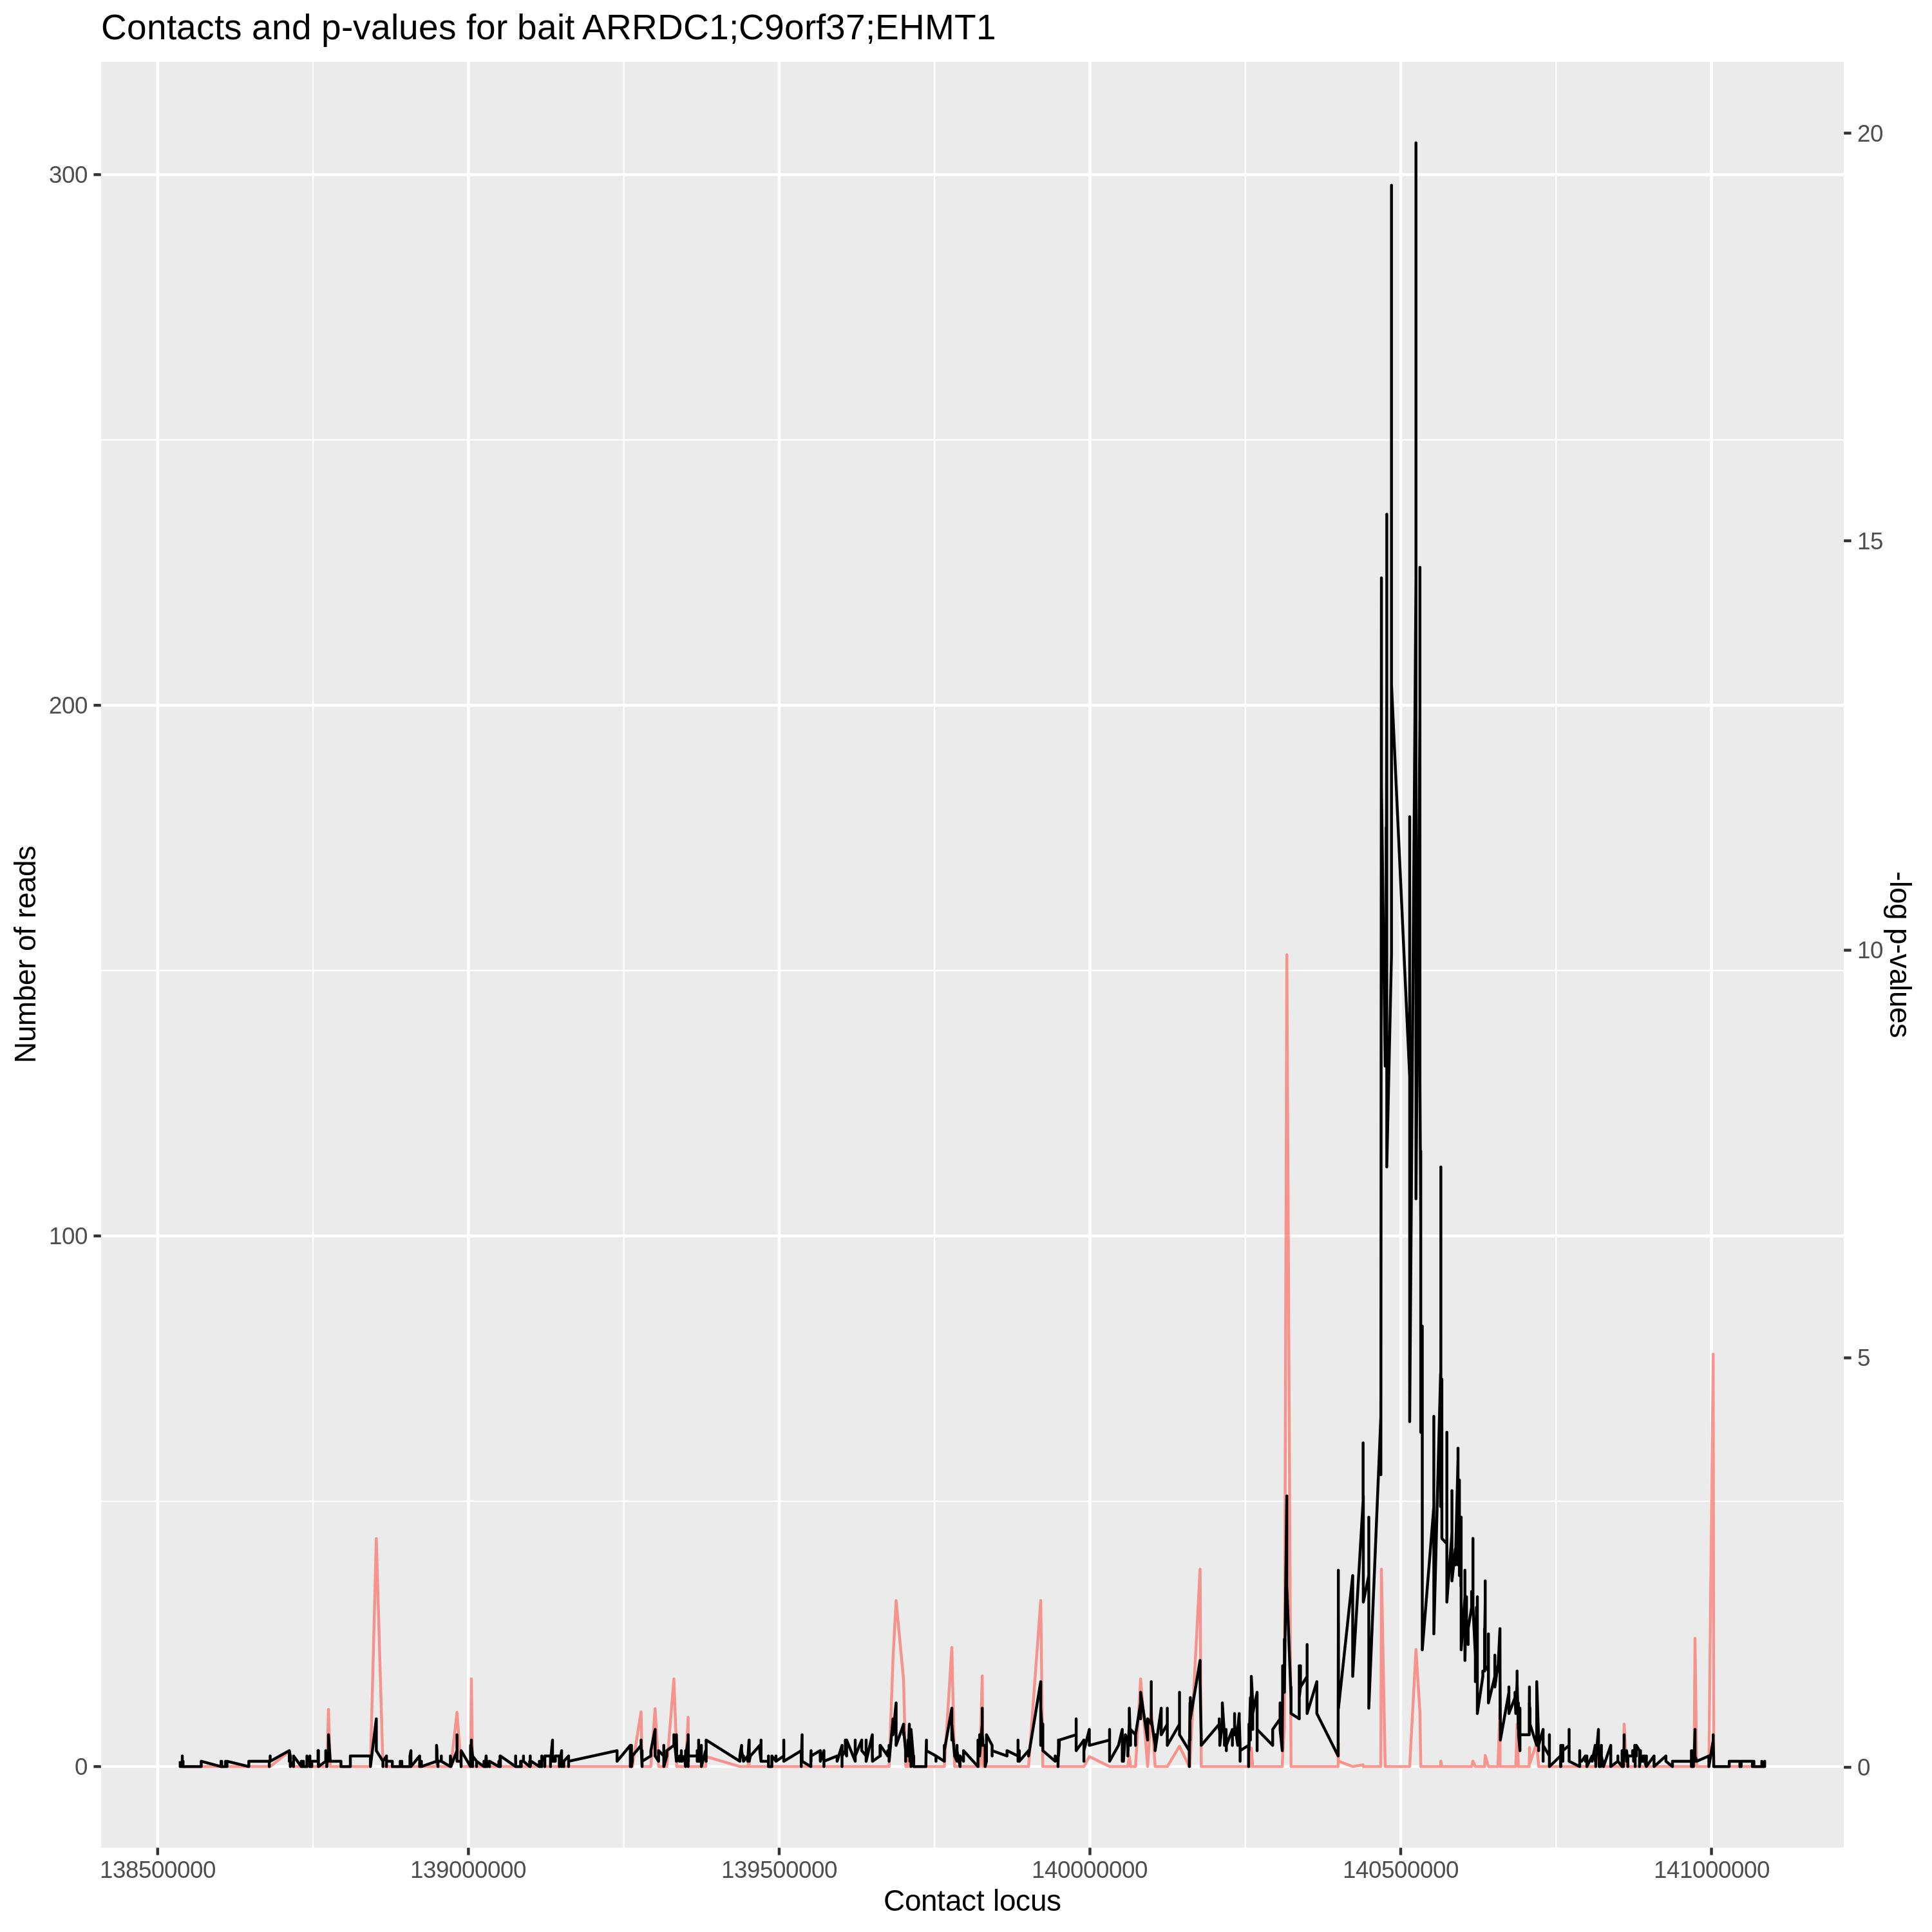 Contacts and p-values for bait ARRDC1;C9orf37;EHMT1
Number of reads
300
200
100
0
20
15
10
5
0
-log p-values
138500000 139000000 139500000 140000000 140500000 141000000
Contact locus